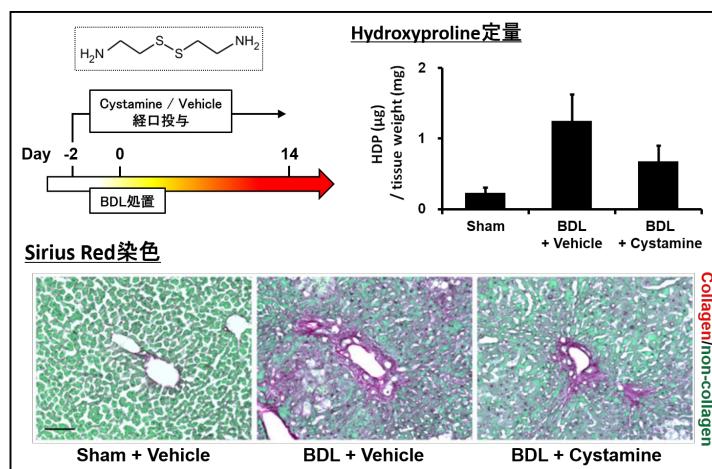 H₂N S S NH₂
Cystamine / Vehicle
経口投与
Day -2 0 14
BDL処置
Hydroxyproline定量
HDP (μg)
/ tissue weight (mg)
2
1
0
Sham
BDL
+ Vehicle
BDL
+ Cystamine
Sirius Red染色
Collagen/non-collagen
Sham + Vehicle
BDL + Vehicle
BDL + Cystamine